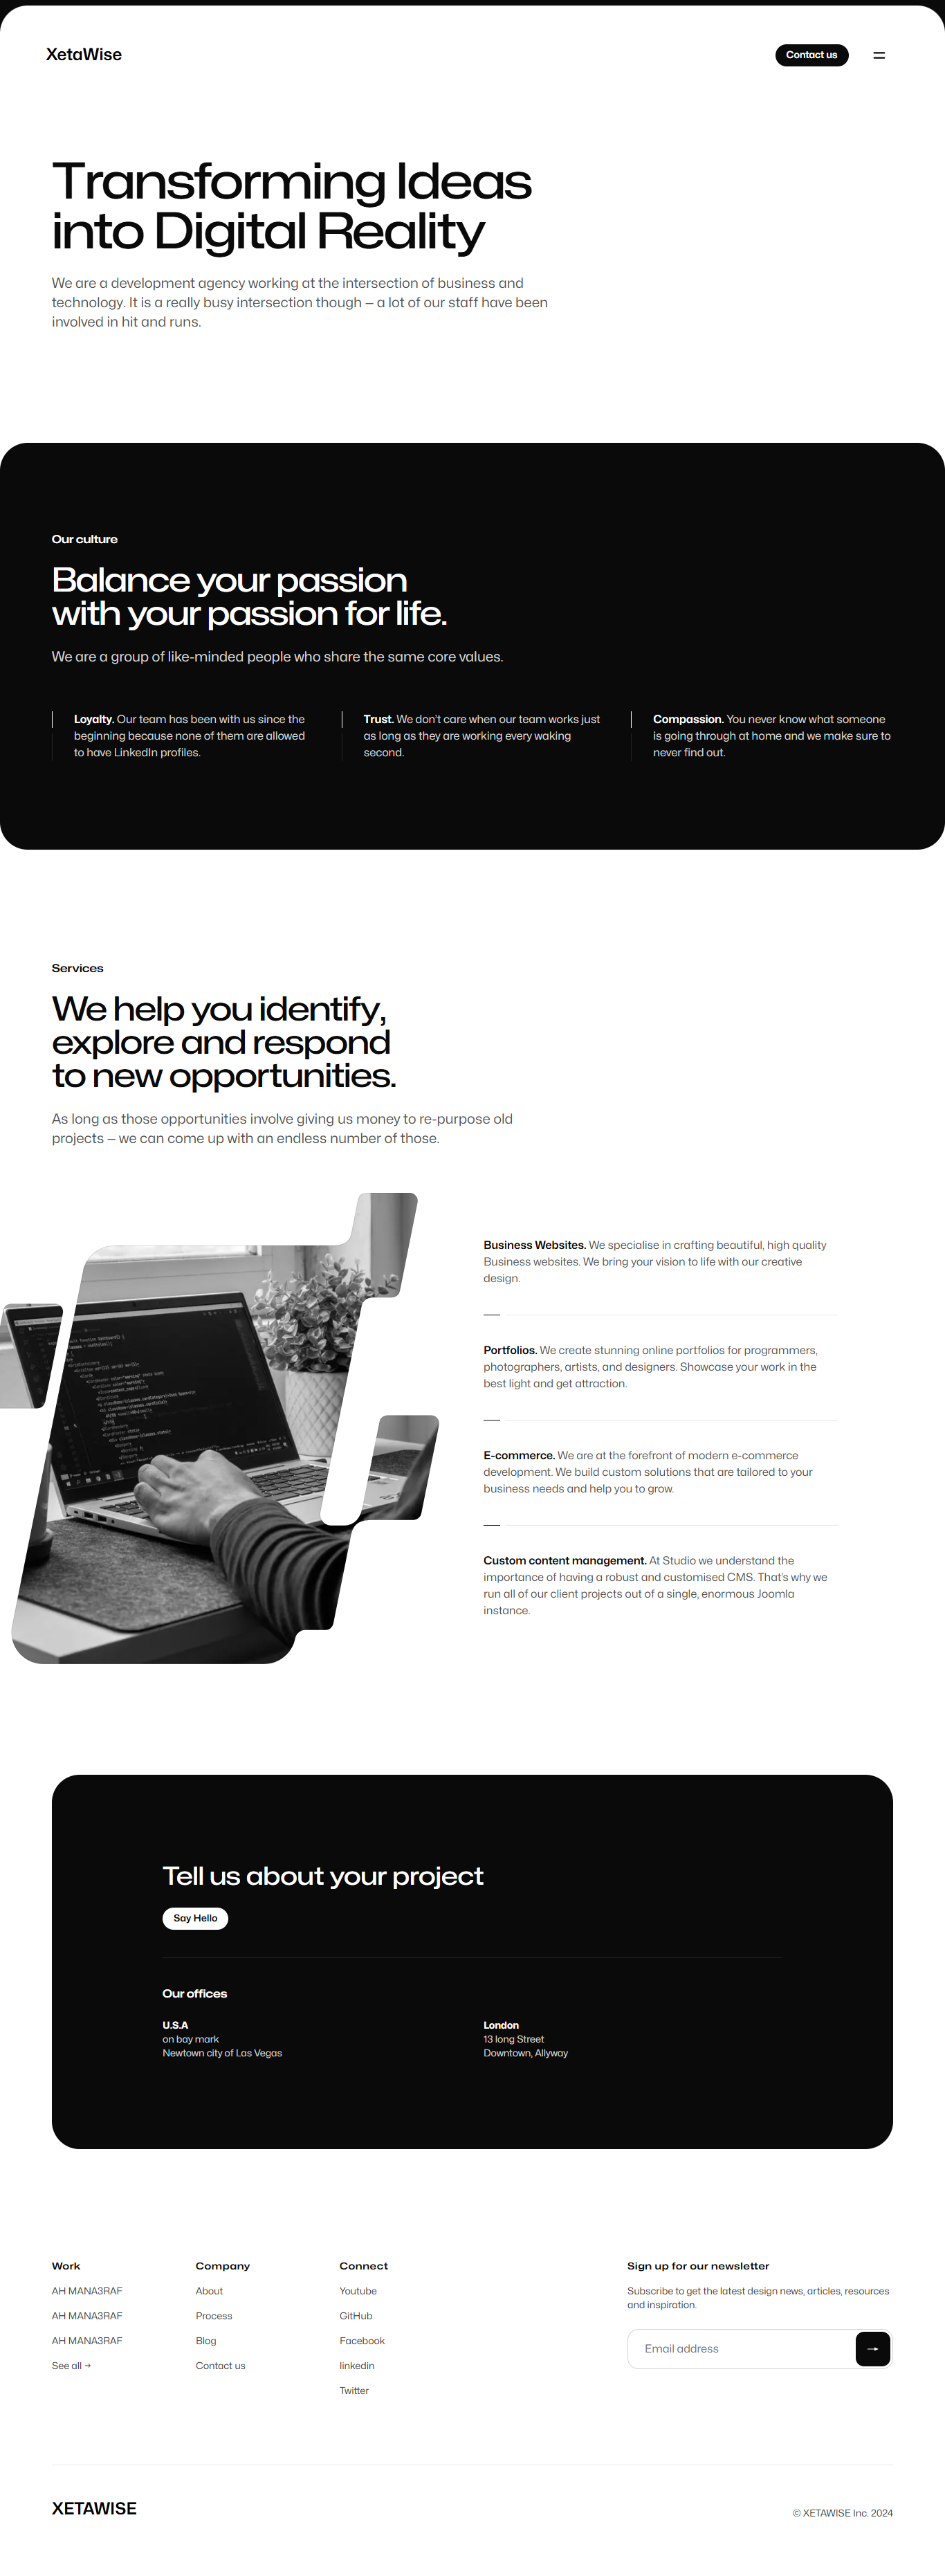 XetaWise
Contact us
Transforming Ideas
into Digital Reality
We are a development agency working at the intersection of business and
technology. It is a really busy intersection though — a lot of our staff have been
involved in hit and runs.
Our culture
Balance your passion
with your passion for life.
We are a group of like-minded people who share the same core values.
Loyalty. Our team has been with us since the
beginning because none of them are allowed
to have LinkedIn profiles.
Trust. We don't care when our team works just
as long as they are working every waking
second.
Compassion. You never know what someone
is going through at home and we make sure to
never find out.
Services
We help you identify,
explore and respond
to new opportunities.
As long as those opportunities involve giving us money to re-purpose old
projects — we can come up with an endless number of those.
Business Websites. We specialise in crafting beautiful, high quality
Business websites. We bring your vision to life with our creative
design.
Portfolios. We create stunning online portfolios for programmers,
photographers, artists, and designers. Showcase your work in the
best light and get attraction.
E-commerce. We are at the forefront of modern e-commerce
development. We build custom solutions that are tailored to your
business needs and help you to grow.
Custom content management. At Studio we understand the
importance of having a robust and customised CMS. That's why we
run all of our client projects out of a single, enormous Joomla
instance.
Tell us about your project
Say Hello
Our offices
U.S.A
on bay mark
Newtown city of Las Vegas
London
13 long Street
Downtown, Allyway
Work
AH MANA3RAF
AH MANA3RAF
AH MANA3RAF
See all →
Company
About
Process
Blog
Contact us
Connect
Youtube
GitHub
Facebook
linkedin
Twitter
Sign up for our newsletter
Subscribe to get the latest design news, articles, resources
and inspiration.
Email address
→
XETAWISE
© XETAWISE Inc. 2024